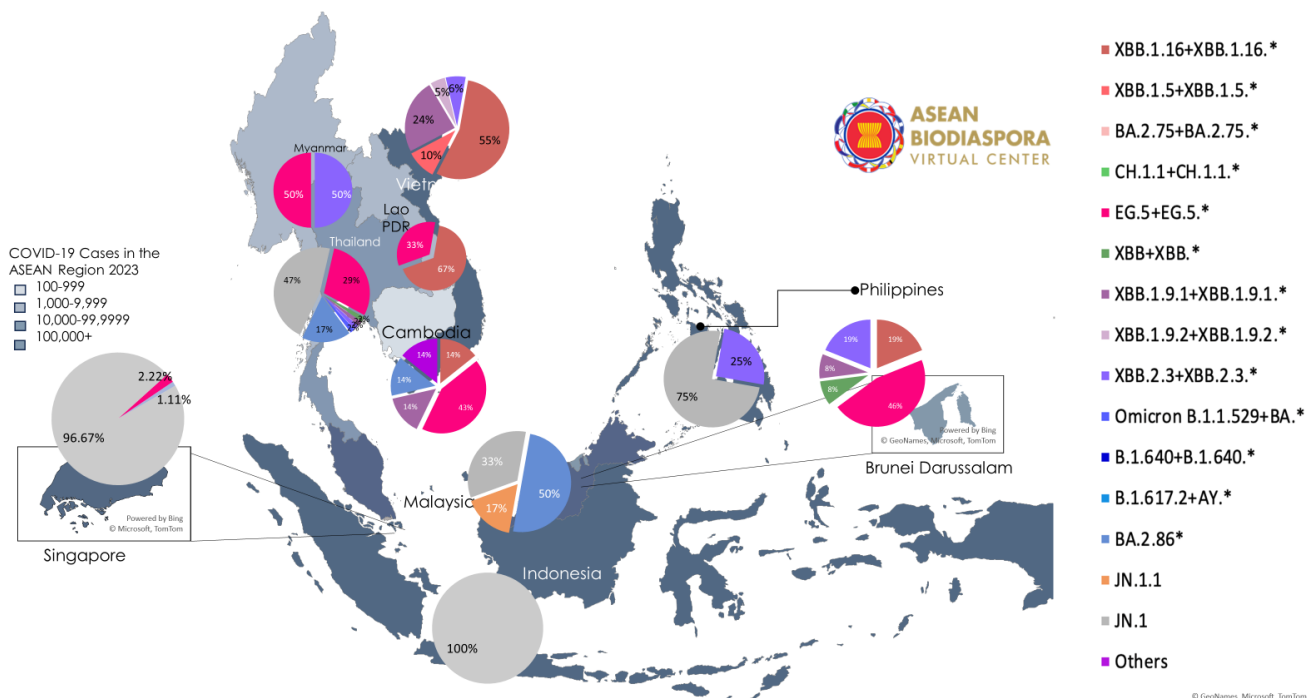 ASEAN
BIODIASPORA
VIRTUAL CENTER
XBB.1.16+XBB.1.16.*
XBB.1.5+XBB.1.5.*
BA.2.75+BA.2.75.*
CH.1.1+CH.1.1.*
EG.5+EG.5.*
XBB+XBB.*
XBB.1.9.1+XBB.1.9.1.*
XBB.1.9.2+XBB.1.9.2.*
XBB.2.3+XBB.2.3.*
Omicron B.1.1.529+BA.*
B.1.640+B.1.640.*
B.1.617.2+AY.*
BA.2.86*
JN.1.1
JN.1
Others
5%
6%
24%
55%
10%
Vietn
Myanmar
50%
50%
Lao
PDR
33%
67%
Thailand
47%
29%
17%
COVID-19 Cases in the
ASEAN Region 2023
100-999
1,000-9,999
10,000-99,9999
100,000+
Cambodia
14%
14%
14%
14%
43%
Philippines
25%
75%
19%
19%
8%
8%
46%
Powered by Bing
© GeoNames, Microsoft, TomTom
Brunei Darussalam
2.22%
1.11%
96.67%
Powered by Bing
© Microsoft, TomTom
Singapore
Malaysia
33%
50%
17%
Indonesia
100%
© GeoNames, Microsoft, TomTom